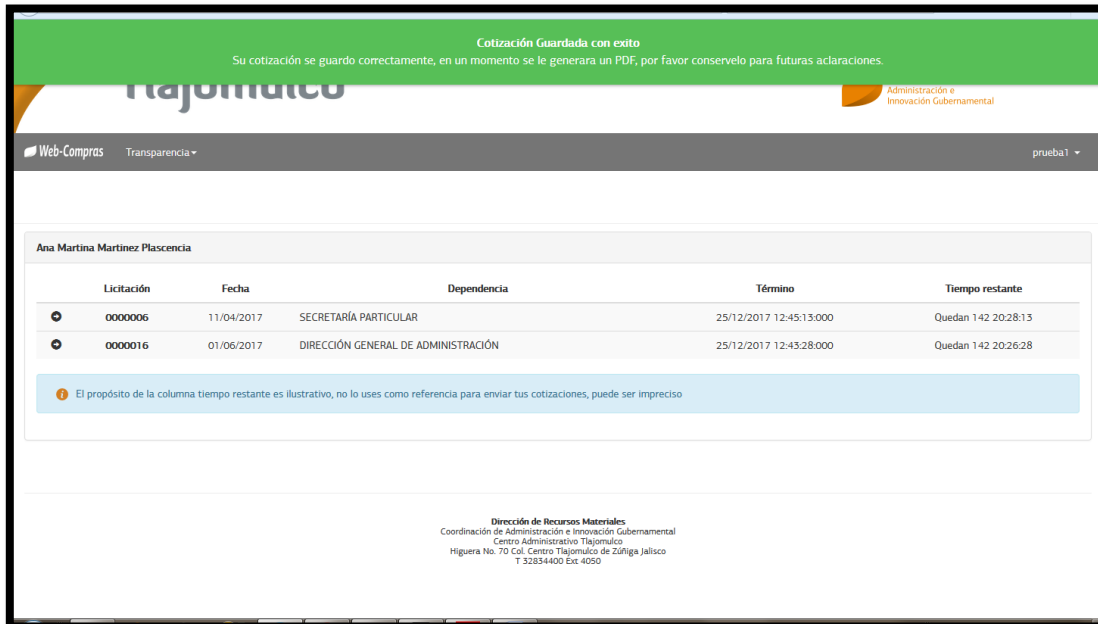 Cotización Guardada con exito
Su cotización se guardo correctamente, en un momento se le generara un PDF, por favor conservelo para futuras aclaraciones.
Tlajomulco
Administración e
Innovación Gubernamental
Web-Compras Transparencia prueba1
Ana Martina Martinez Plascencia
Licitación Fecha Dependencia Término Tiempo restante
0000006 11/04/2017 SECRETARÍA PARTICULAR 25/12/2017 12:45:13:000 Quedan 142 20:28:13
0000016 01/06/2017 DIRECCIÓN GENERAL DE ADMINISTRACIÓN 25/12/2017 12:43:28:000 Quedan 142 20:26:28
El propósito de la columna tiempo restante es ilustrativo, no lo uses como referencia para enviar tus cotizaciones, puede ser impreciso
Dirección de Recursos Materiales
Coordinación de Administración e Innovación Gubernamental
Centro Administrativo Tlajomulco
Higuera No. 70 Col. Centro Tlajomulco de Zúñiga Jalisco
T 32834400 Ext 4050